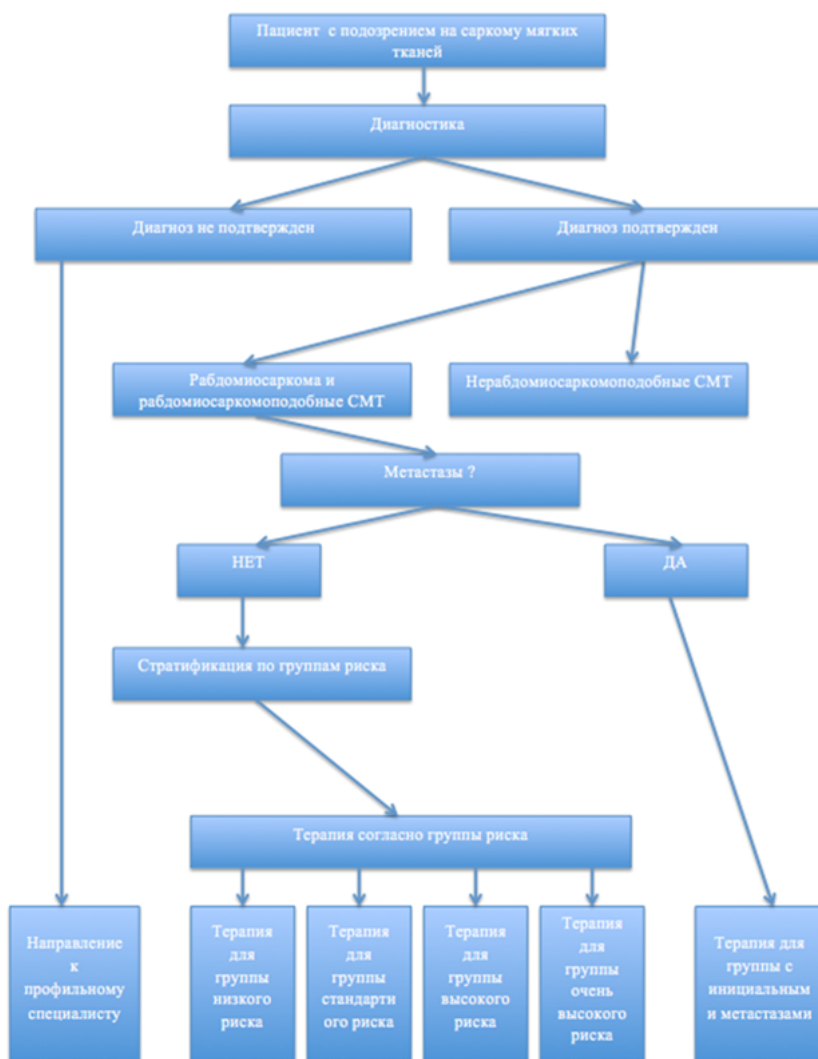 Пациент с подозрением на саркому мягких
тканей
Диагностика
Диагноз не подтвержден
Диагноз подтвержден
Рабдомиосаркома и
рабдомиосаркомоподобные СМТ
Нерабдомиосаркомоподобные СМТ
Метастазы ?
НЕТ
ДА
Стратификация по группам риска
Терапия согласно группы риска
Направление
к
профильному
специалисту
Терапия
для
группы
низкого
риска
Терапия
для
группы
стандартн
ого риска
Терапия
для
группы
высокого
риска
Терапия
для
группы
очень
высокого
риска
Терапия для
группы с
инициальным
и метастазами